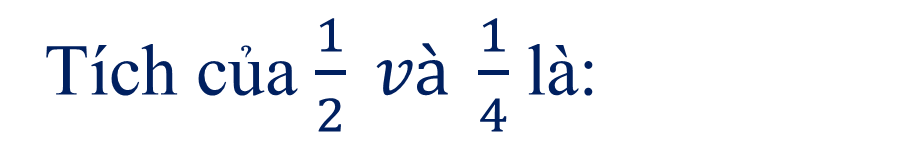 Tích của 1/2 và 1/4 là: